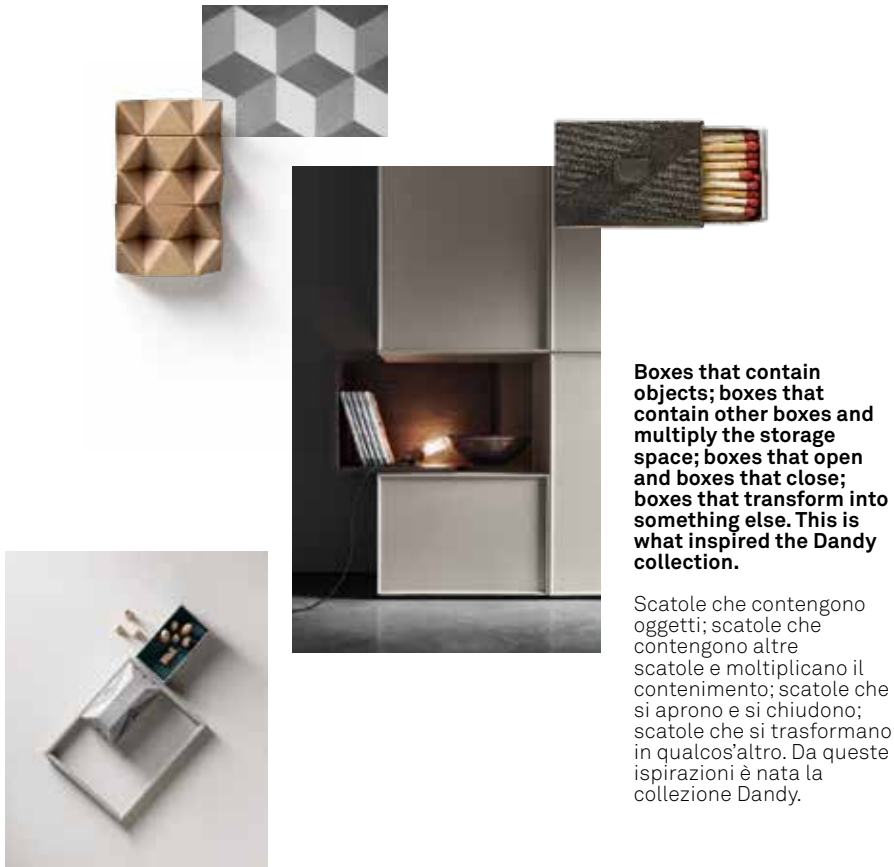 Boxes that contain
objects; boxes that
contain other boxes and
multiply the storage
space; boxes that open
and boxes that close;
boxes that transform into
something else. This is
what inspired the Dandy
collection.
Scatole che contengono
oggetti; scatole che
contengono altre
scatole e moltiplicano il
contenimento; scatole che
si aprono e si chiudono;
scatole che si trasformano
in qualcos’altro. Da queste
ispirazioni è nata la
collezione Dandy.